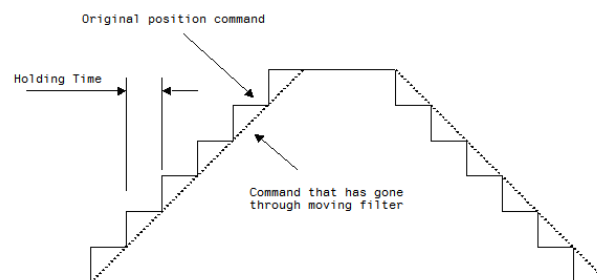 Original position command
Holding Time
Command that has gone
through moving filter